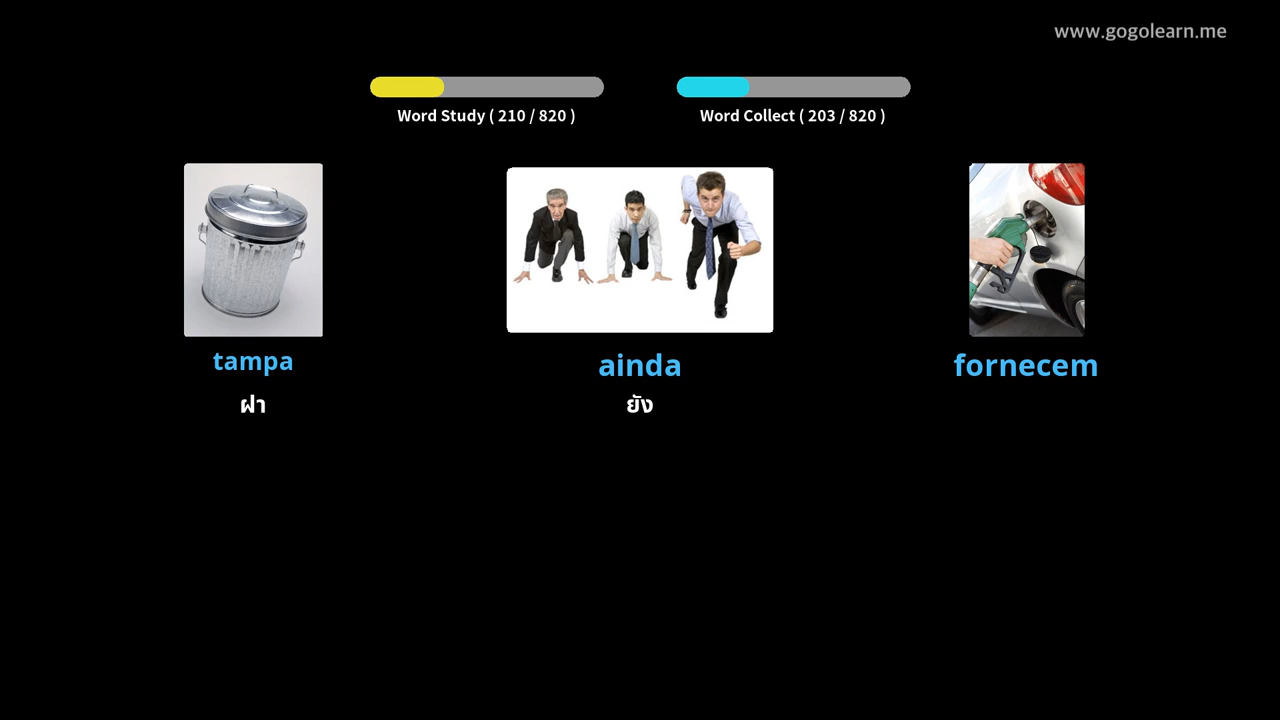 www.gogolearn.me
Word Study ( 210 / 820 )
Word Collect ( 203 / 820 )
tampa
ainda
fornecem
ฝา
ยัง